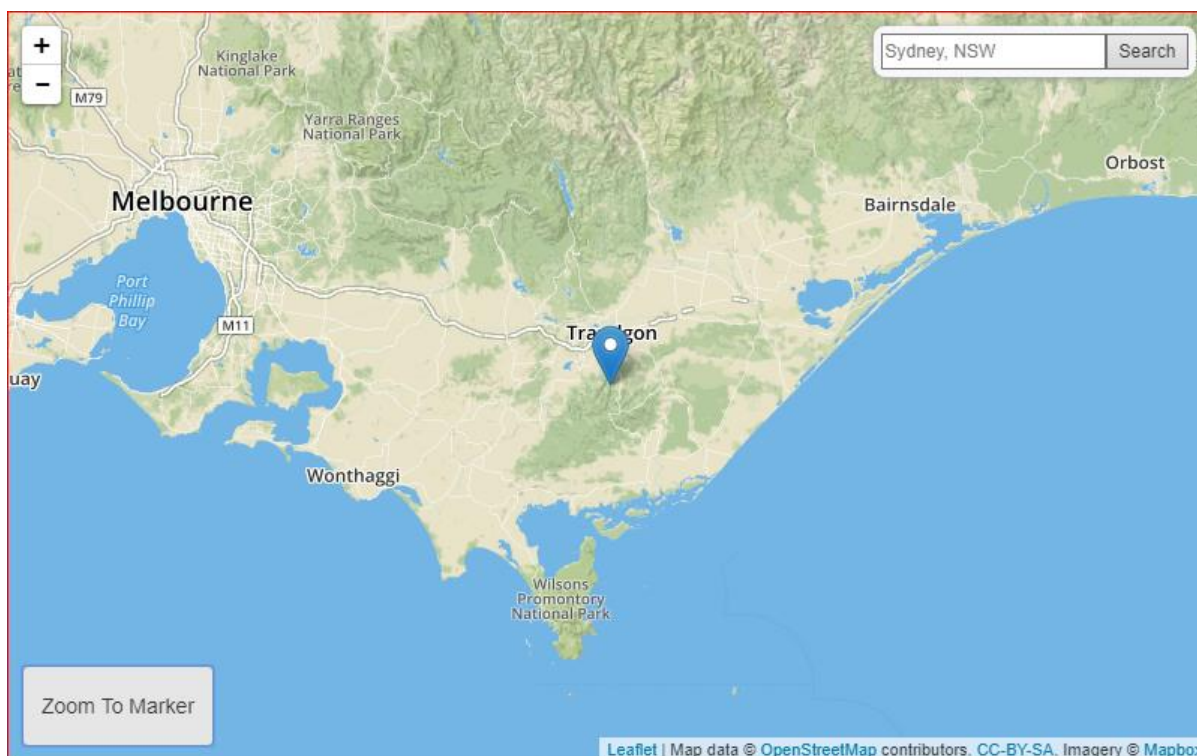 +
−
Kinglake
National Park
M79
Yarra Ranges
National Park
Sydney, NSW
Search
Orbost
Melbourne
Bairnsdale
Port
Phillip
Bay
M11
uay
Wonthaggi
Wilsons
Promontory
National Park
Zoom To Marker
Leaflet | Map data © OpenStreetMap contributors, CC-BY-SA, Imagery © Mapbox